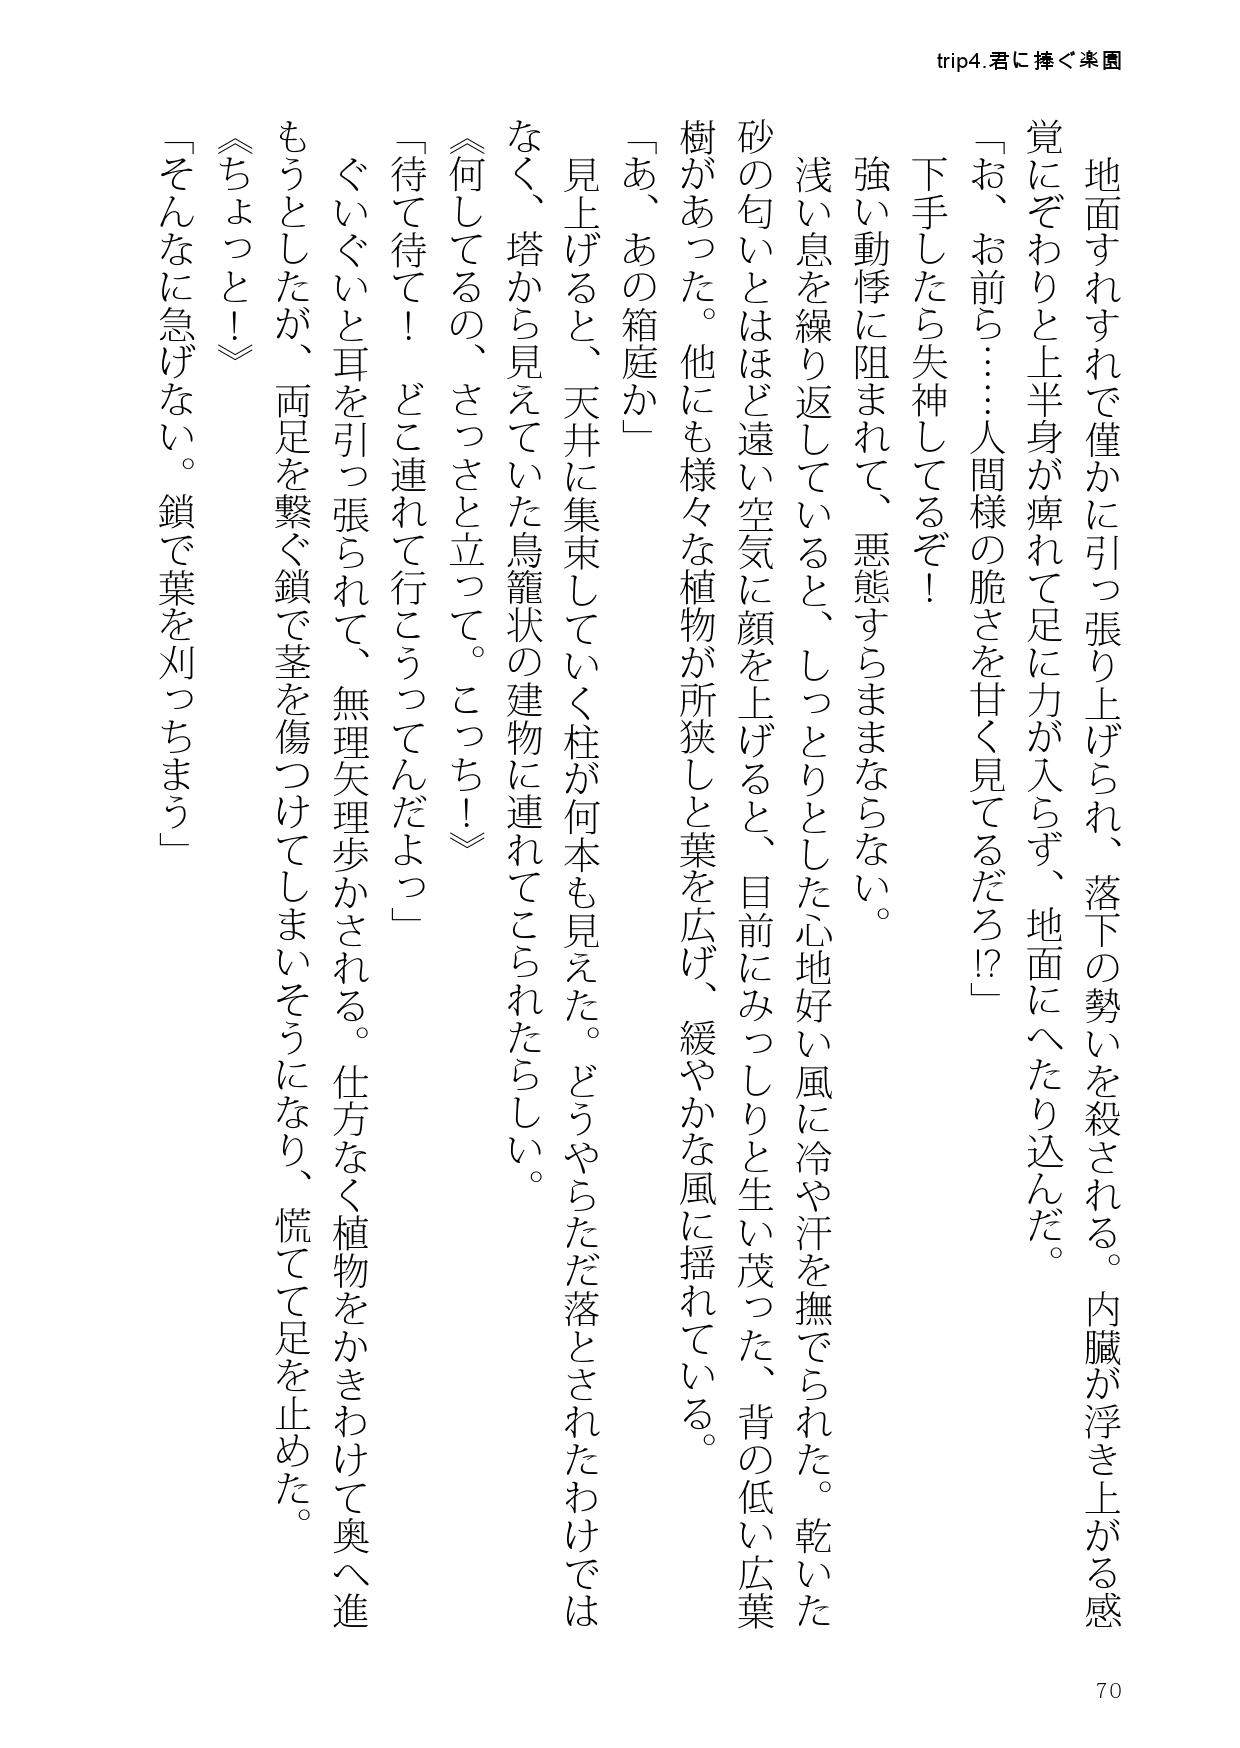 trip4.君に捧ぐ楽園
　地面すれすれで僅かに引っ張り上げられ、落下の勢いを殺される。内臓が浮き上がる感
覚にぞわりと上半身が痺れて足に力が入らず、地面にへたり込んだ。
「お、お前ら……人間様の脆さを甘く見てるだろ!?」
　下手したら失神してるぞ！
　強い動悸に阻まれて、悪態すらままならない。
　浅い息を繰り返していると、しっとりとした心地好い風に冷や汗を撫でられた。乾いた
砂の匂いとはほど遠い空気に顔を上げると、目前にみっしりと生い茂った、背の低い広葉
樹があった。他にも様々な植物が所狭しと葉を広げ、緩やかな風に揺れている。
「あ、あの箱庭か」
　見上げると、天井に集束していく柱が何本も見えた。どうやらただ落とされたわけでは
なく、塔から見えていた鳥籠状の建物に連れてこられたらしい。
《何してるの、さっさと立って。こっち！》
「待て待て！　どこ連れて行こうってんだよっ」
　ぐいぐいと耳を引っ張られて、無理矢理歩かされる。仕方なく植物をかきわけて奥へ進
もうとしたが、両足を繋ぐ鎖で茎を傷つけてしまいそうになり、慌てて足を止めた。
《ちょっと！》
「そんなに急げない。鎖で葉を刈っちまう」
70